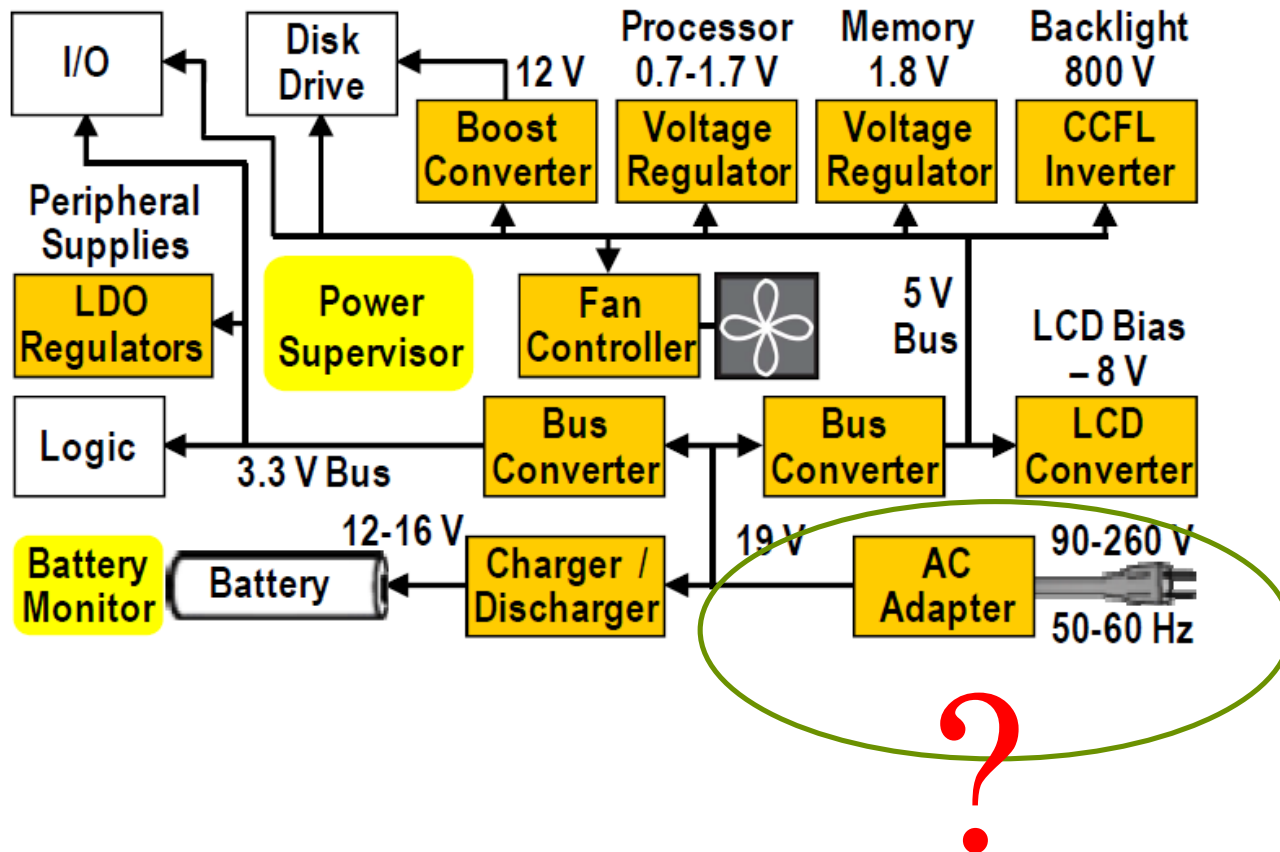 I/O
Disk
Drive
12 V
Processor
0.7-1.7 V
Memory
1.8 V
Backlight
800 V
Boost
Converter
Voltage
Regulator
Voltage
Regulator
CCFL
Inverter
Peripheral
Supplies
LDO
Regulators
Power
Supervisor
Fan
Controller
5 V
Bus
LCD Bias
– 8 V
Logic
3.3 V Bus
Bus
Converter
Bus
Converter
LCD
Converter
Battery
Monitor
Battery
12-16 V
Charger /
Discharger
19 V
AC
Adapter
90-260 V
50-60 Hz
?